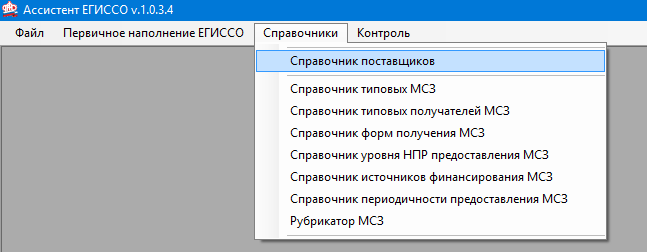 Ассистент ЕГИССО v.1.0.3.4
Файл Первичное наполнение ЕГИССО Справочники Контроль
Справочник поставщиков
Справочник типовых МСЗ
Справочник типовых получателей МСЗ
Справочник форм получения МСЗ
Справочник уровня НПР предоставления МСЗ
Справочник источников финансирования МСЗ
Справочник периодичности предоставления МСЗ
Рубрикатор МСЗ